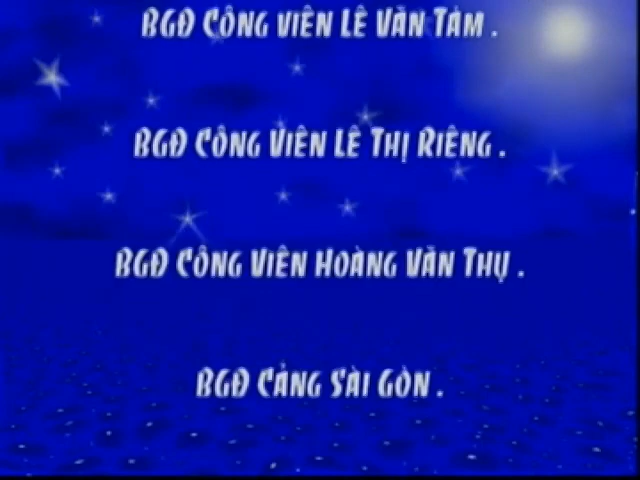 BGĐ CÔNG VIÊN LÊ VĂN TÁM .
BGĐ CÔNG VIÊN LÊ THỊ RIÊNG .
BGĐ CÔNG VIÊN HOÀNG VĂN THỤ .
BGĐ CẢNG SÀI GÒN .